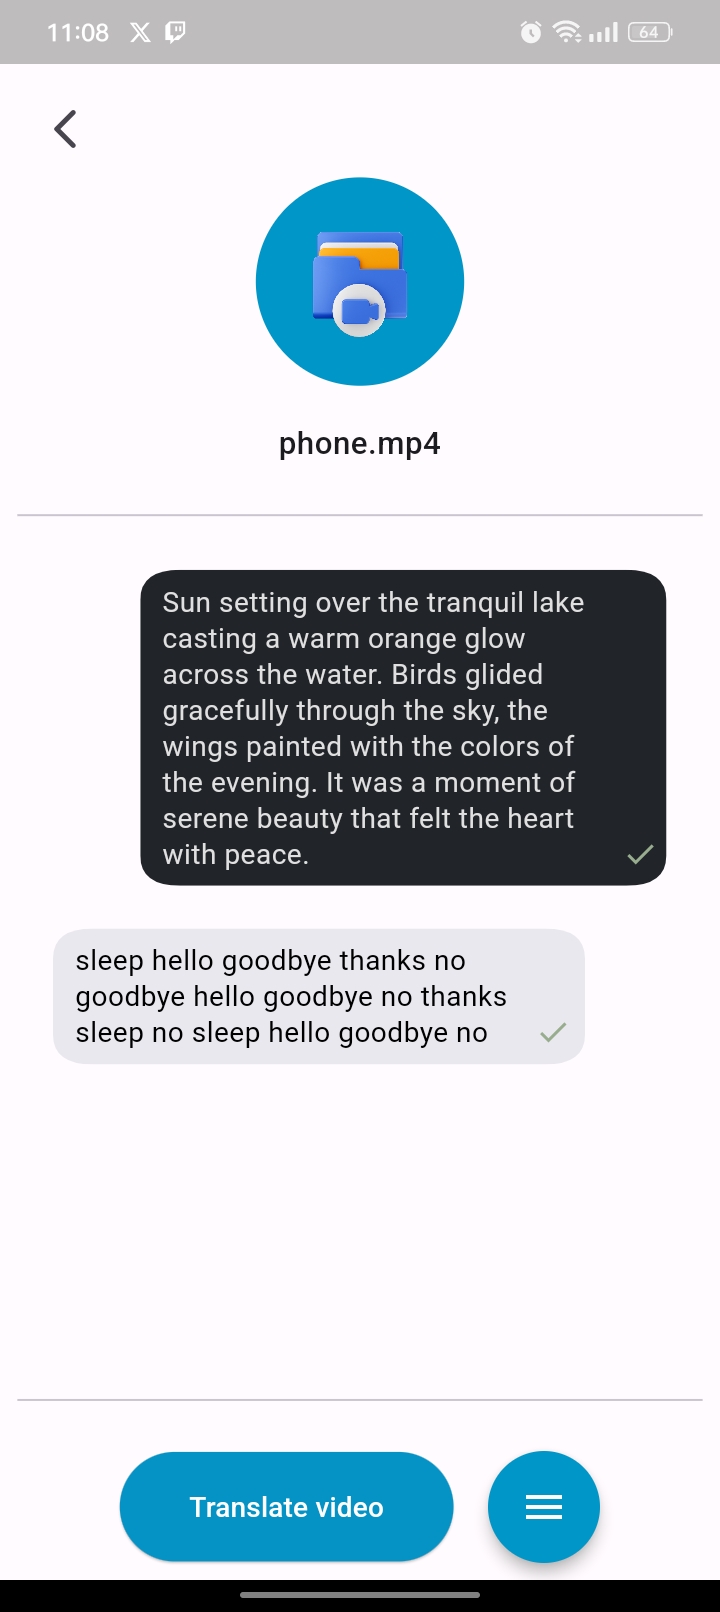 11:08
64
phone.mp4
Sun setting over the tranquil lake
casting a warm orange glow
across the water. Birds glided
gracefully through the sky, the
wings painted with the colors of
the evening. It was a moment of
serene beauty that felt the heart
with peace.
sleep hello goodbye thanks no
goodbye hello goodbye no thanks
sleep no sleep hello goodbye no
Translate video